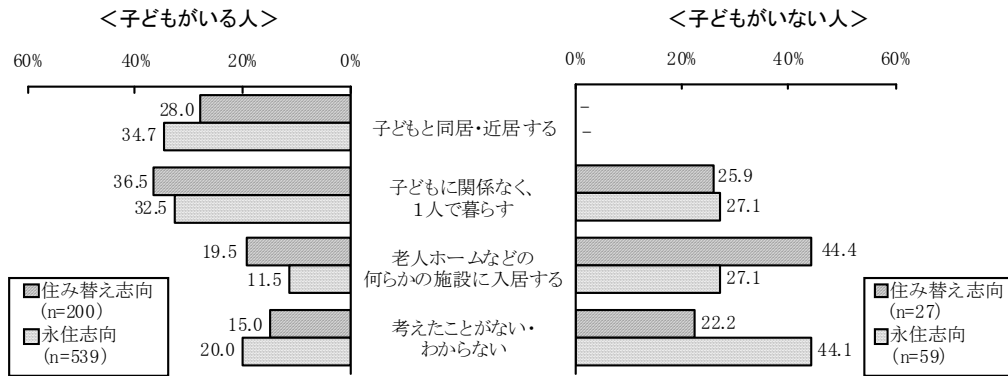 ＜子どもがいる人＞
＜子どもがいない人＞
60% 40% 20% 0%
0% 20% 40% 60%
28.0
34.7
子どもと同居・近居する
－
－
36.5
32.5
子どもに関係なく、
１人で暮らす
25.9
27.1
19.5
11.5
老人ホームなどの
何らかの施設に入居する
44.4
27.1
15.0
20.0
考えたことがない・
わからない
22.2
44.1
住み替え志向
(n=200)
永住志向
(n=539)
住み替え志向
(n=27)
永住志向
(n=59)